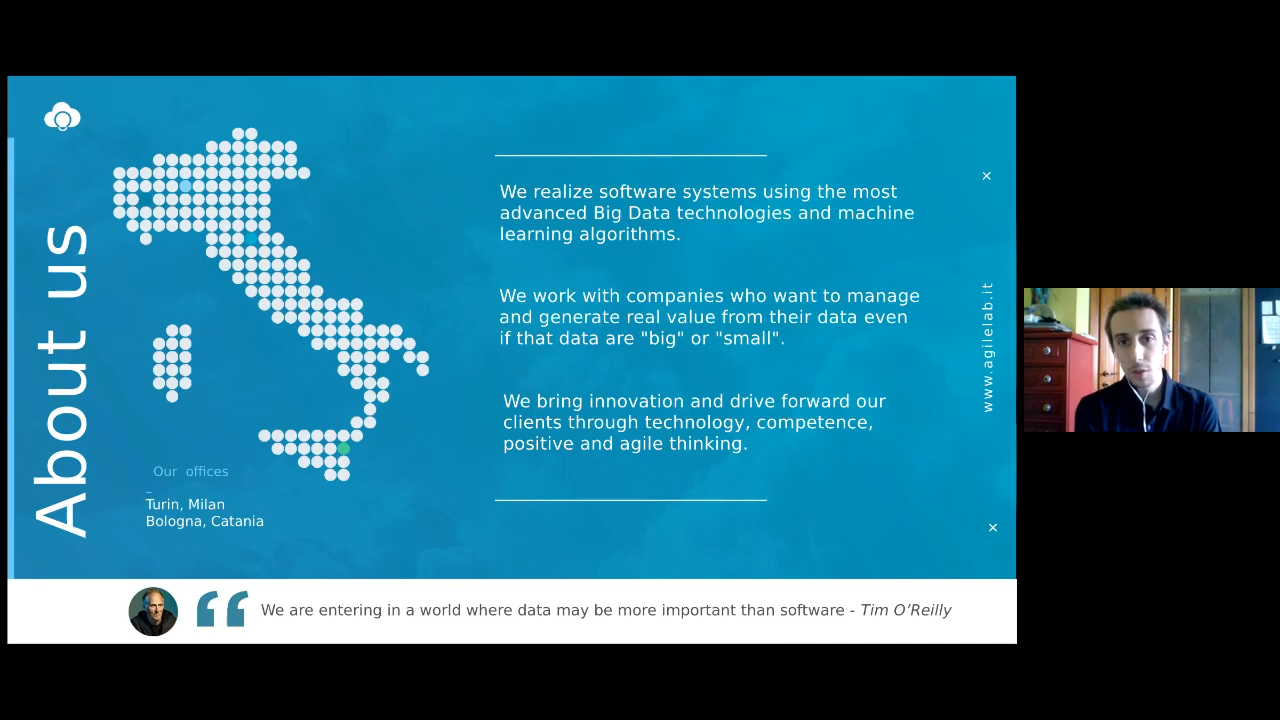 About us
We realize software systems using the most
advanced Big Data technologies and machine
learning algorithms.
We work with companies who want to manage
and generate real value from their data even
if that data are "big" or "small".
We bring innovation and drive forward our
clients through technology, competence,
positive and agile thinking.
www.agilelab.it
Our offices
Turin, Milan
Bologna, Catania
We are entering in a world where data may be more important than software - Tim O’Reilly